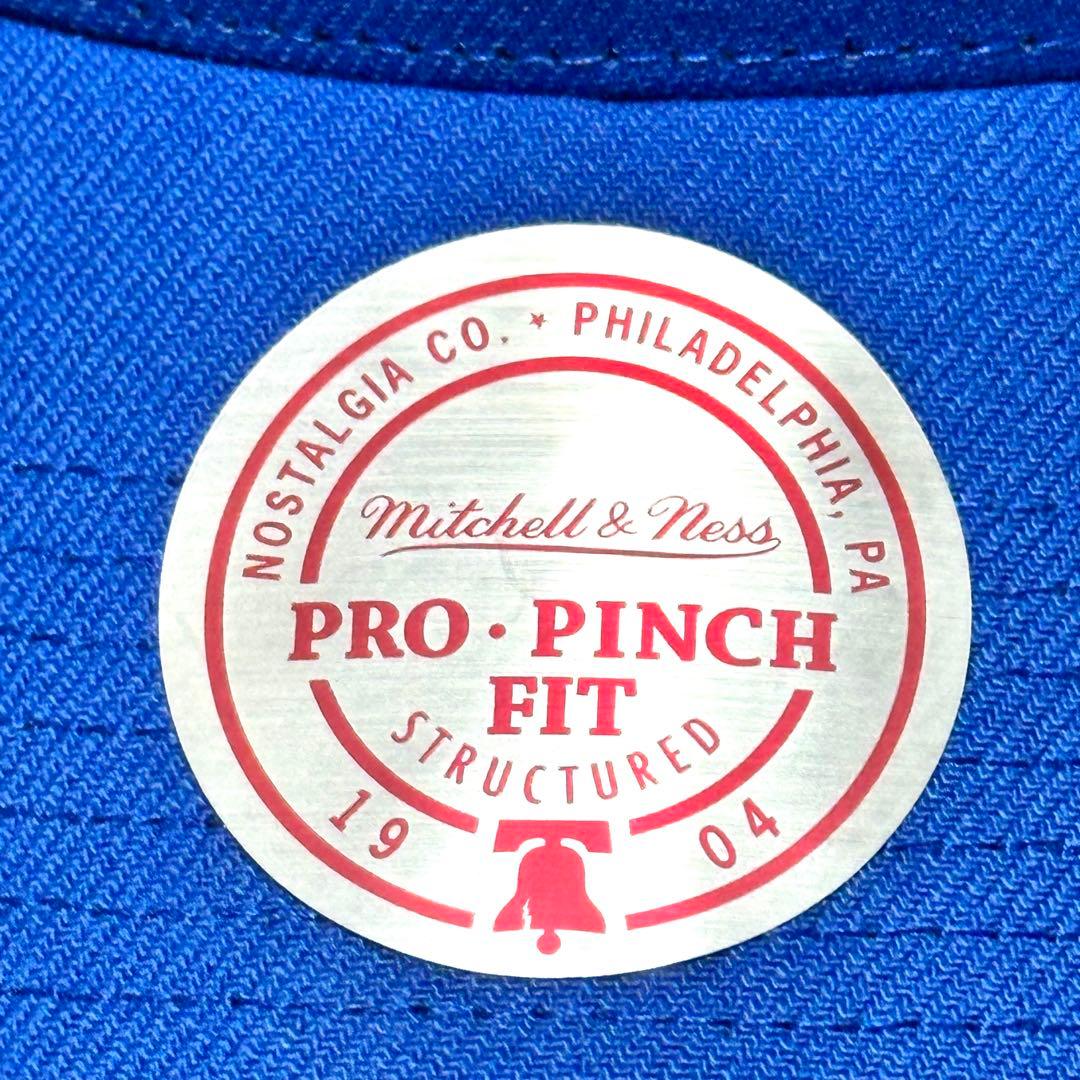 NOSTALGIA CO. ★ PHILADELPHIA, PA
Mitchell & Ness
PRO · PINCH
FIT
STRUCTURED
19 04